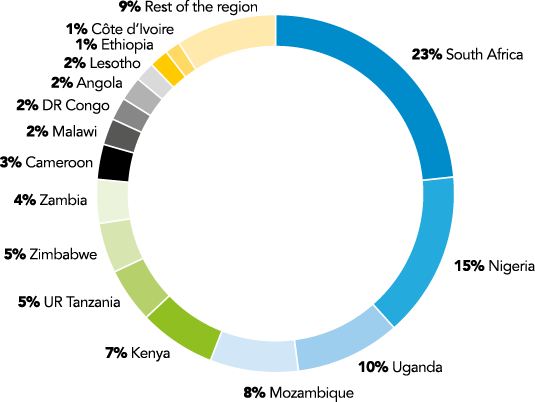 9% Rest of the region
1% Côte d’Ivoire
1% Ethiopia
2% Lesotho
2% Angola
2% DR Congo
2% Malawi
3% Cameroon
4% Zambia
5% Zimbabwe
5% UR Tanzania
7% Kenya
8% Mozambique
10% Uganda
15% Nigeria
23% South Africa